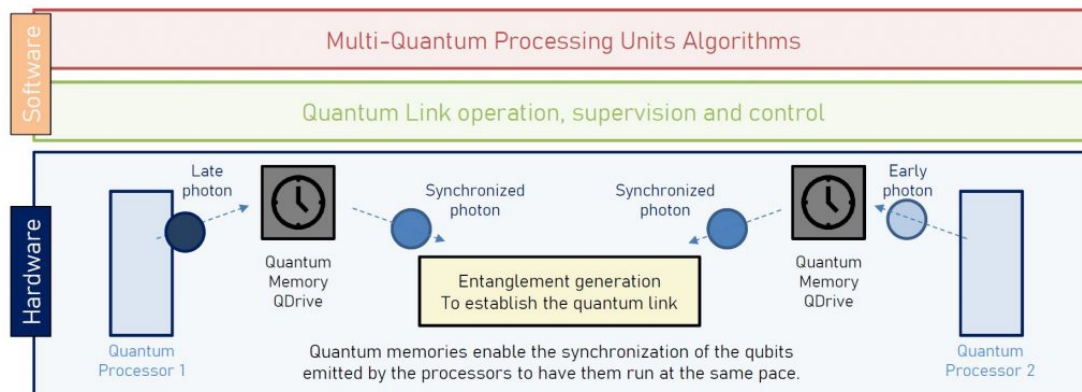 Software
Multi-Quantum Processing Units Algorithms
Quantum Link operation, supervision and control
Hardware
Late
photon
Synchronized
photon
Synchronized
photon
Early
photon
Quantum
Memory
QDrive
Entanglement generation
To establish the quantum link
Quantum
Memory
QDrive
Quantum
Processor 1
Quantum memories enable the synchronization of the qubits
emitted by the processors to have them run at the same pace.
Quantum
Processor 2